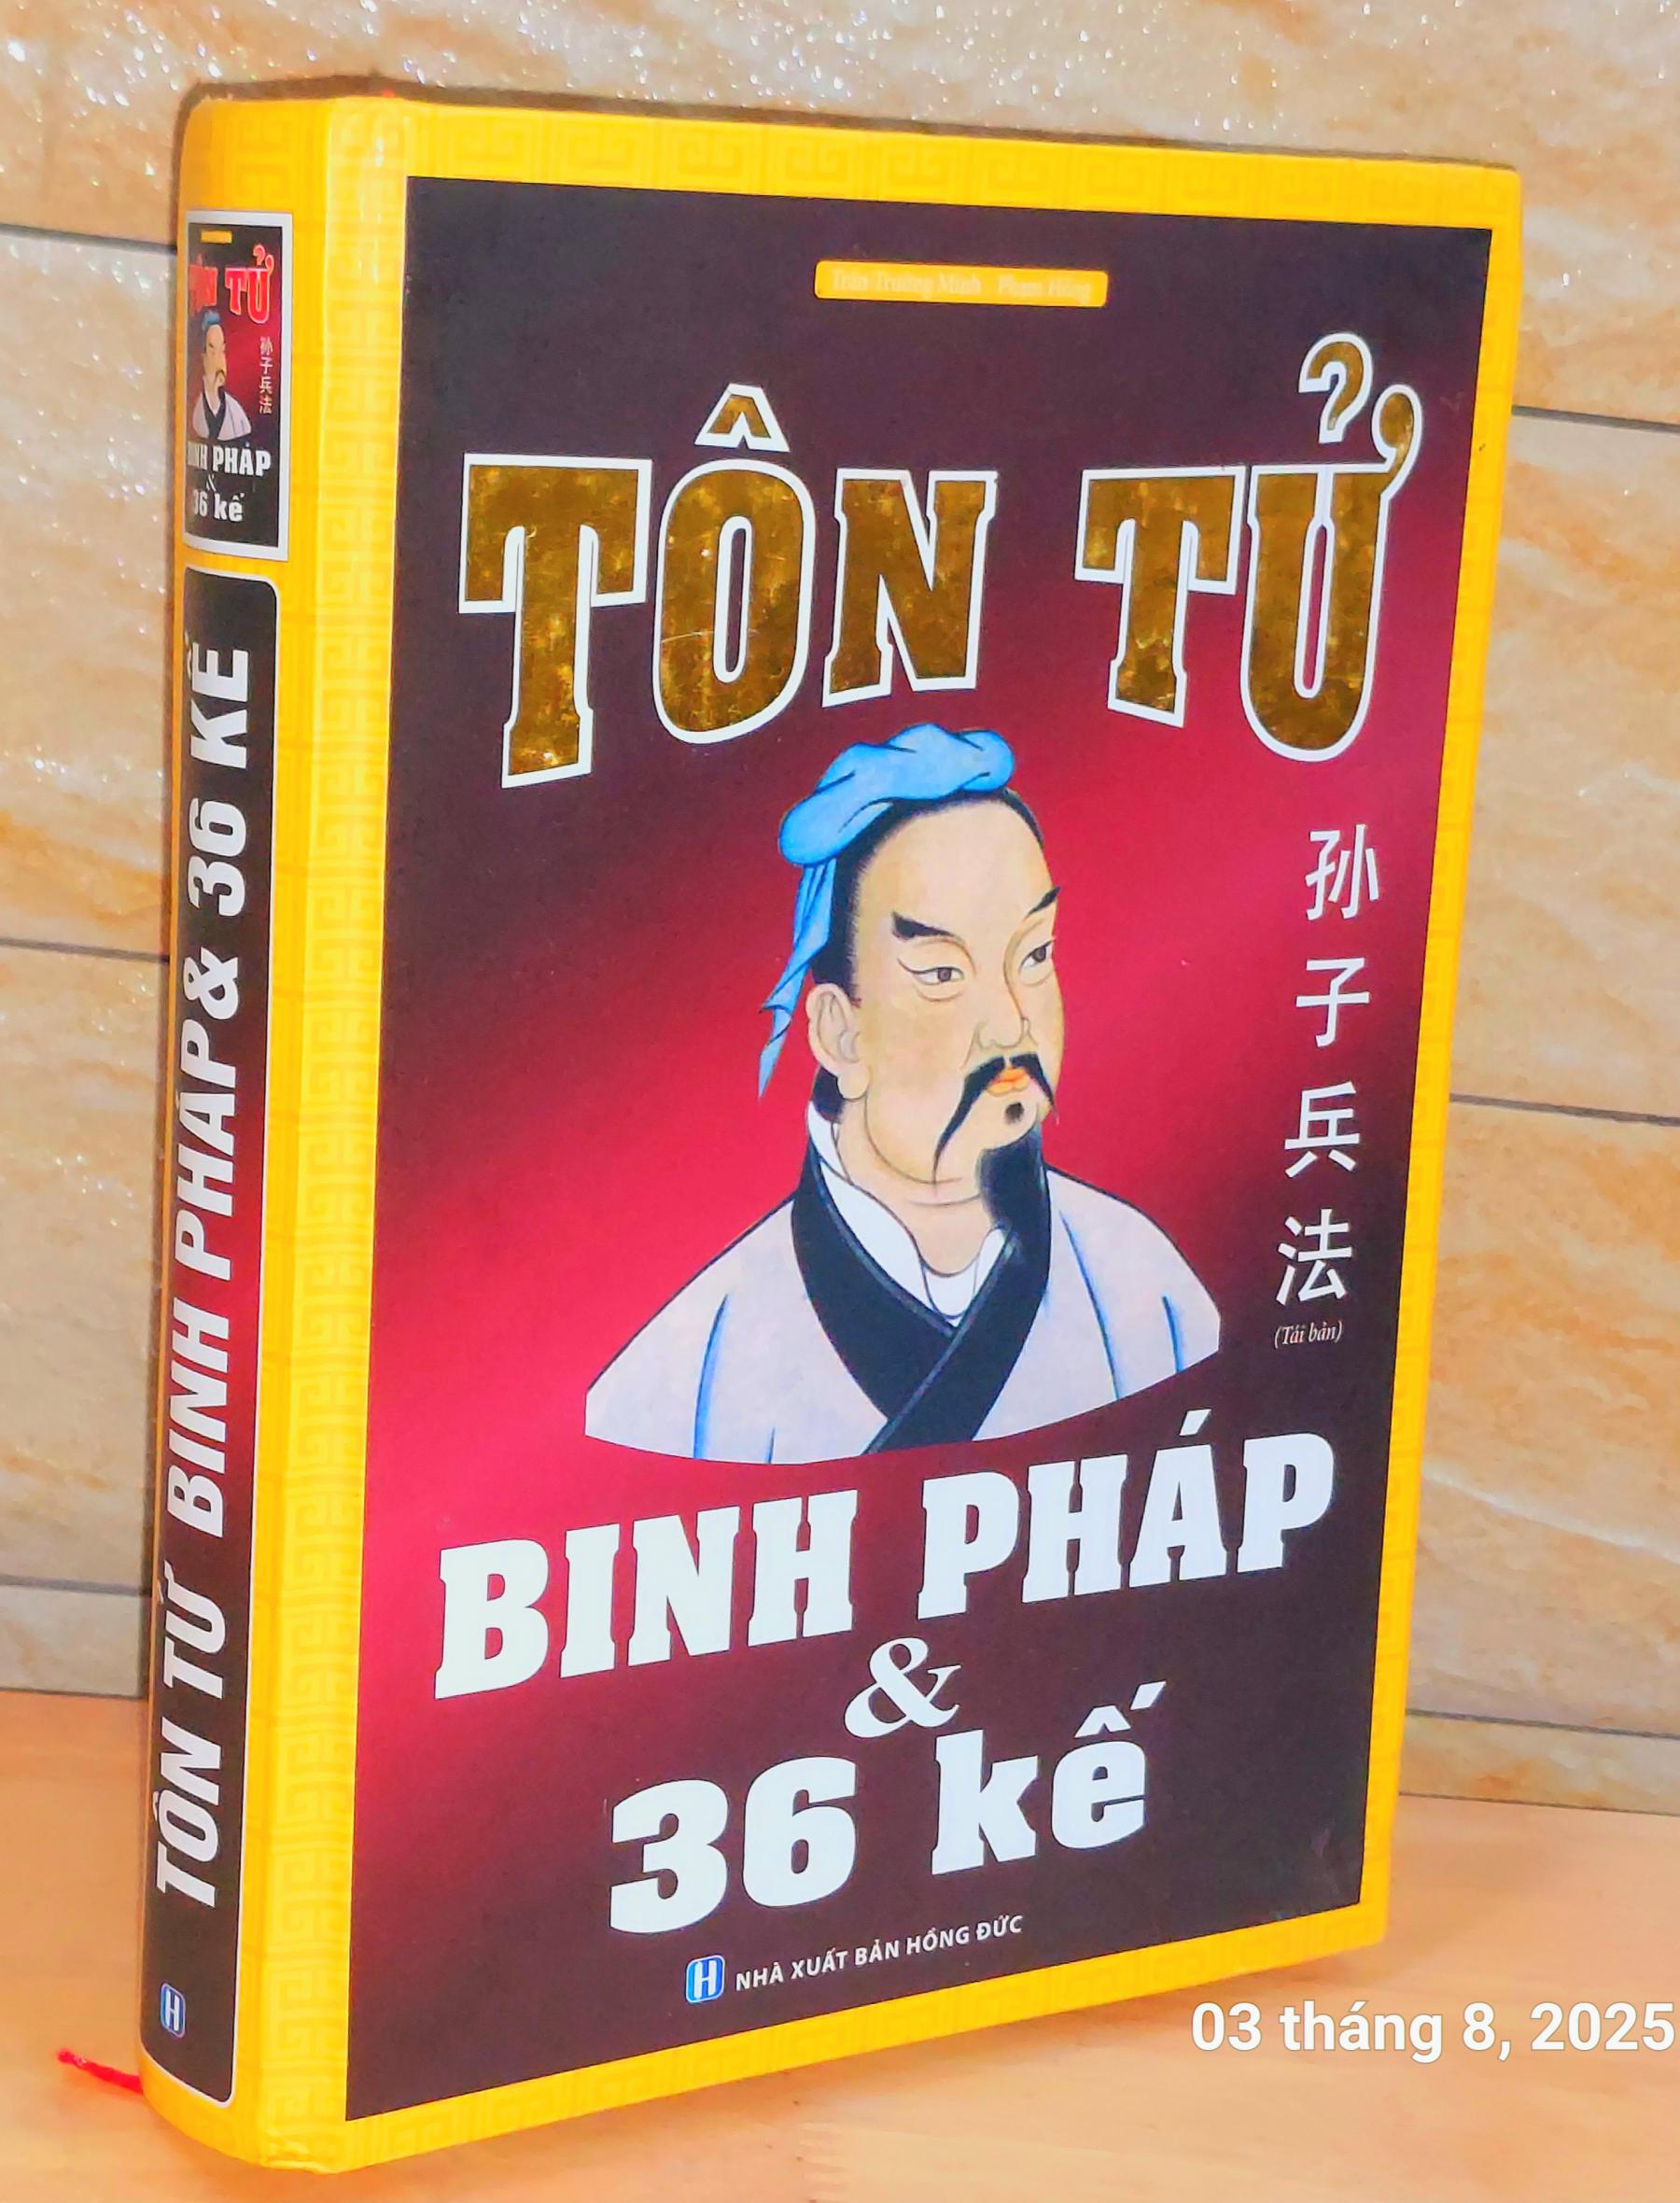 Trần Trường Minh - Phạm Hồng
TÔN TỬ
孙子兵法
(Tái bản)
BINH PHÁP
&
36 kế
H NHÀ XUẤT BẢN HỒNG ĐỨC
TÔN TỬ
孙子兵法
BINH PHÁP
&
36 kế
TÔN TỬ BINH PHÁP & 36 KẾ
H
03 tháng 8, 2025